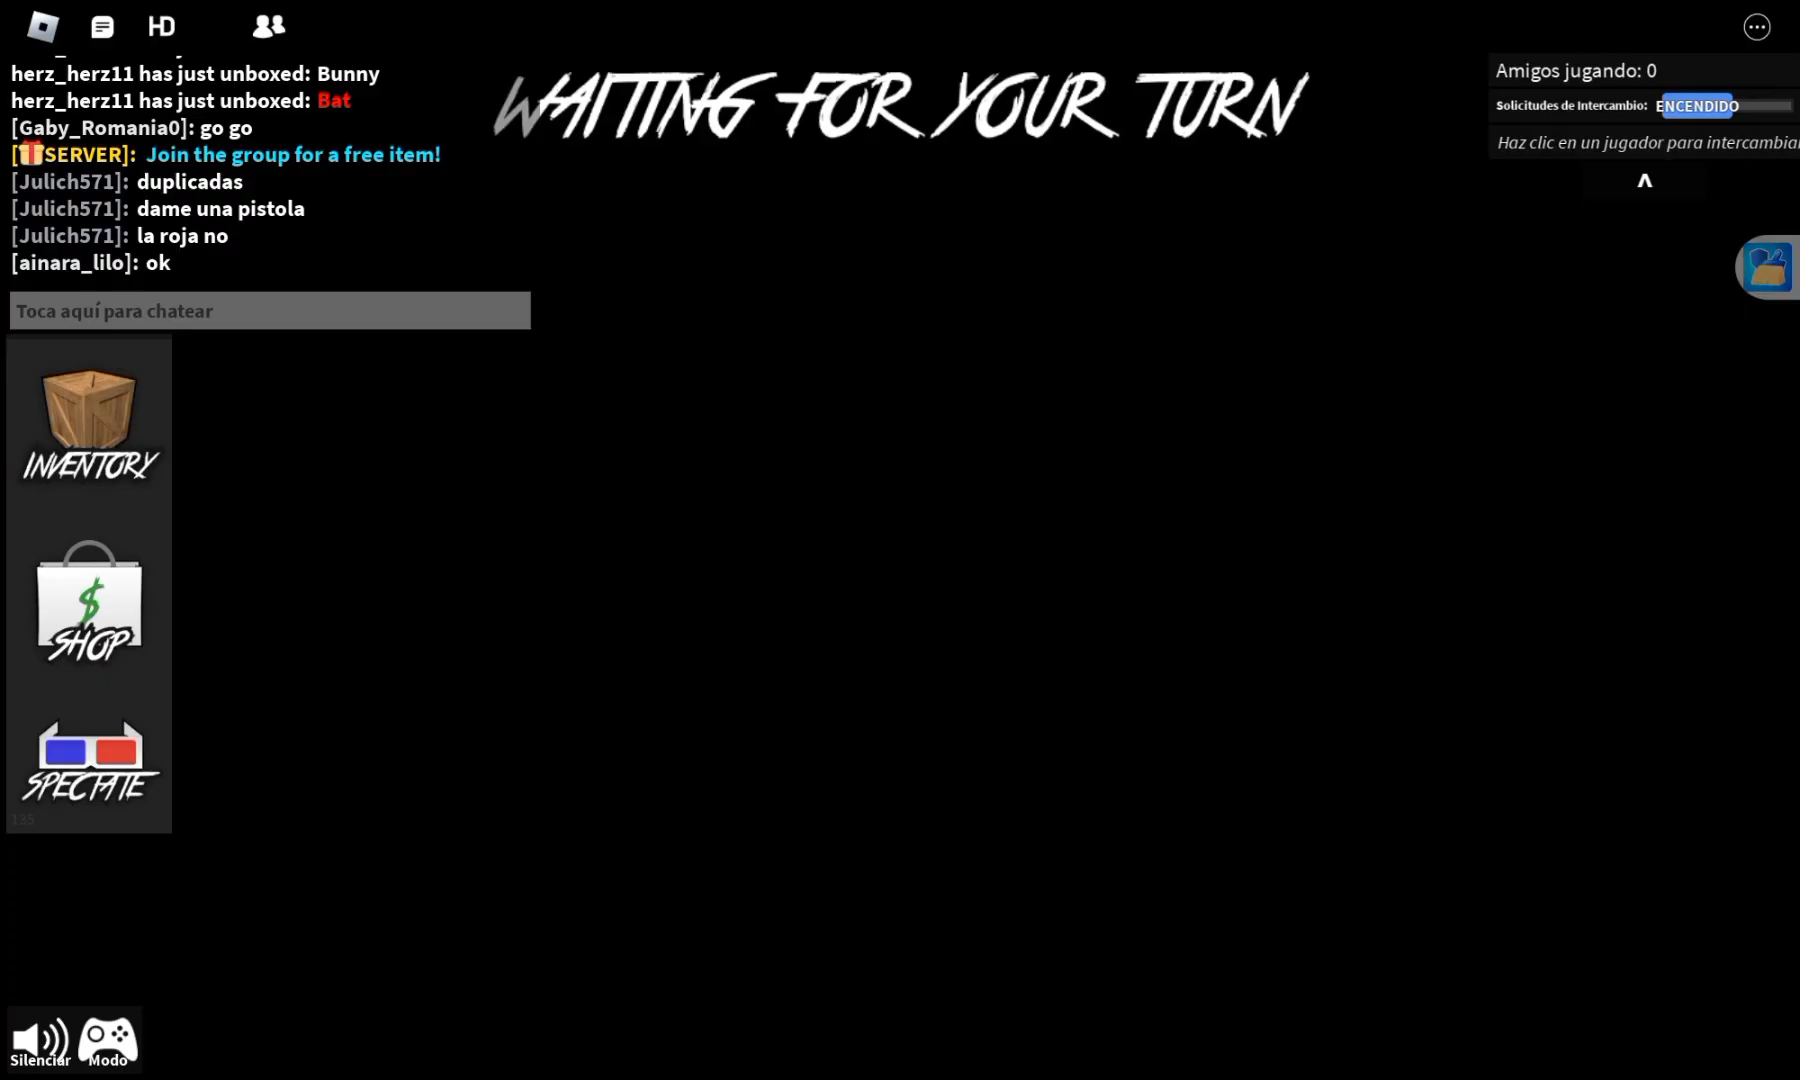 HD
herz_herz11 has just unboxed: Bunny
herz_herz11 has just unboxed: Bat
[Gaby_Romania0]: go go
[🎁SERVER]: Join the group for a free item!
[Julich571]: duplicadas
[Julich571]: dame una pistola
[Julich571]: la roja no
[ainara_lilo]: ok
Toca aquí para chatear
WAITING FOR YOUR TURN
Amigos jugando: 0
Solicitudes de Intercambio: ENCENDIDO
Haz clic en un jugador para intercambiar
^
INVENTORY
$
SHOP
SPECTATE
135
Silenciar
Modo